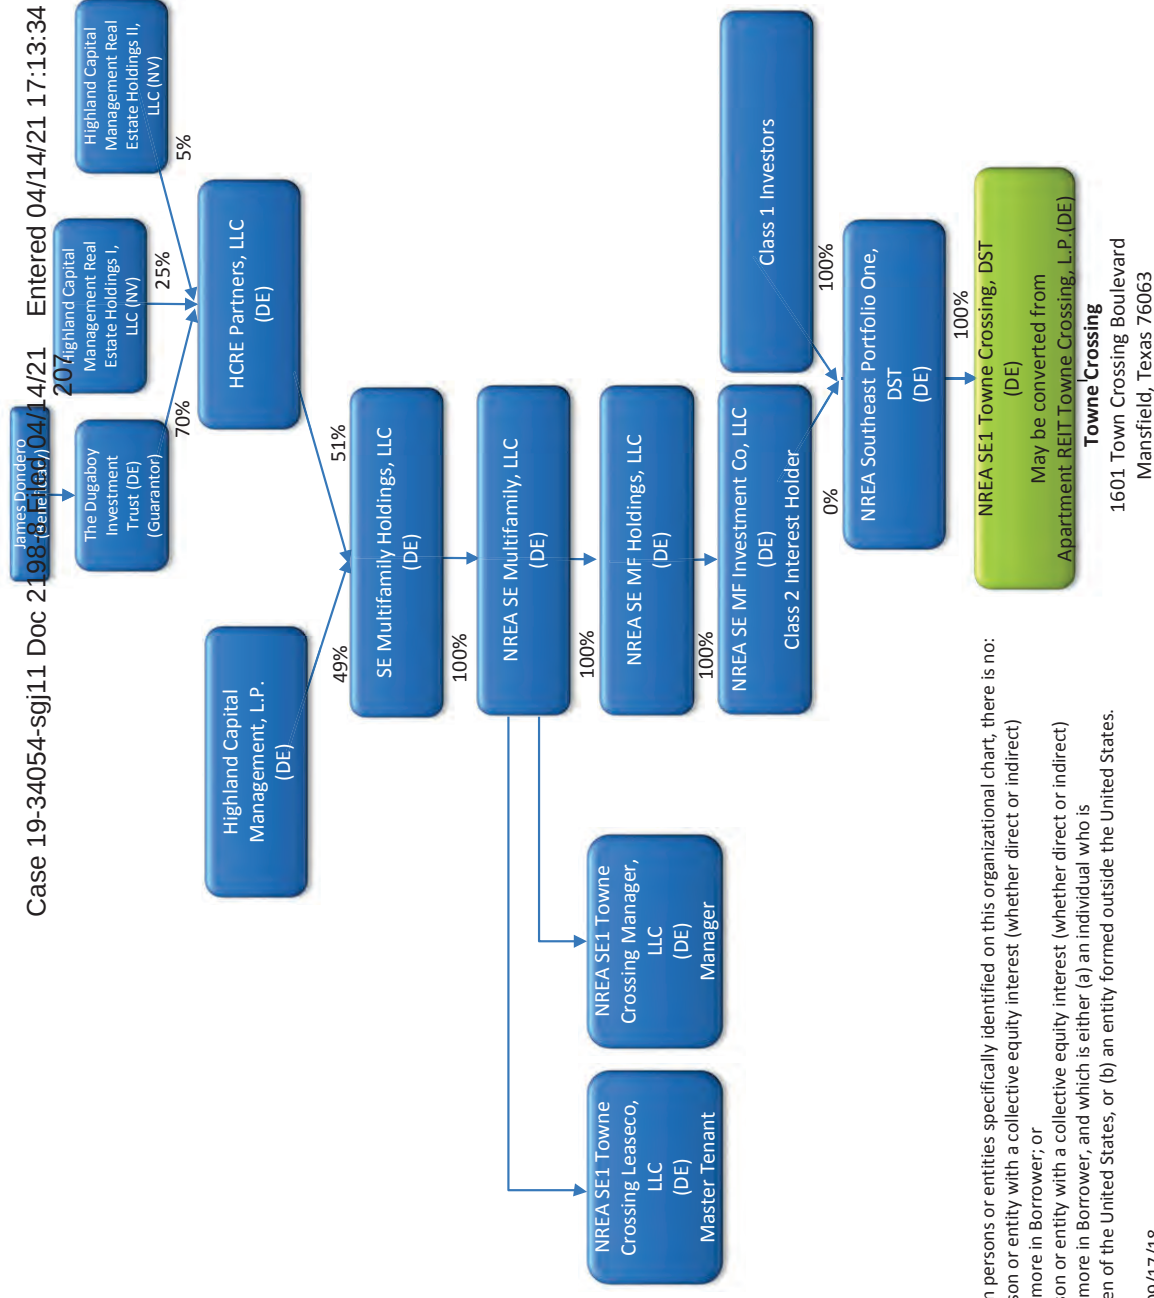 Case 19-34054-sgj11 Doc 2198-8 Filed 04/14/21 Entered 04/14/21 17:13:34
207
James Dondero
(Beneficiary)
The Dugaboy
Investment
Trust (DE)
(Guarantor)
Highland Capital
Management Real
Estate Holdings I,
LLC (NV)
Highland Capital
Management Real
Estate Holdings II,
LLC (NV)
70%
25%
5%
HCRE Partners, LLC
(DE)
Highland Capital
Management, L.P.
(DE)
49%
51%
SE Multifamily Holdings, LLC
(DE)
100%
NREA SE Multifamily, LLC
(DE)
100%
NREA SE MF Holdings, LLC
(DE)
100%
NREA SE1 Towne
Crossing Leaseco,
LLC
(DE)
Master Tenant
NREA SE1 Towne
Crossing Manager,
LLC
(DE)
Manager
NREA SE MF Investment Co, LLC
(DE)
Class 2 Interest Holder
Class 1 Investors
0%
100%
NREA Southeast Portfolio One,
DST
(DE)
100%
NREA SE1 Towne Crossing, DST
(DE)
May be converted from
Apartment REIT Towne Crossing, L.P.(DE)
Towne Crossing
1601 Town Crossing Boulevard
Mansfield, Texas 76063
persons or entities specifically identified on this organizational chart, there is no:
son or entity with a collective equity interest (whether direct or indirect)
more in Borrower; or
son or entity with a collective equity interest (whether direct or indirect)
more in Borrower, and which is either (a) an individual who is
en of the United States, or (b) an entity formed outside the United States.